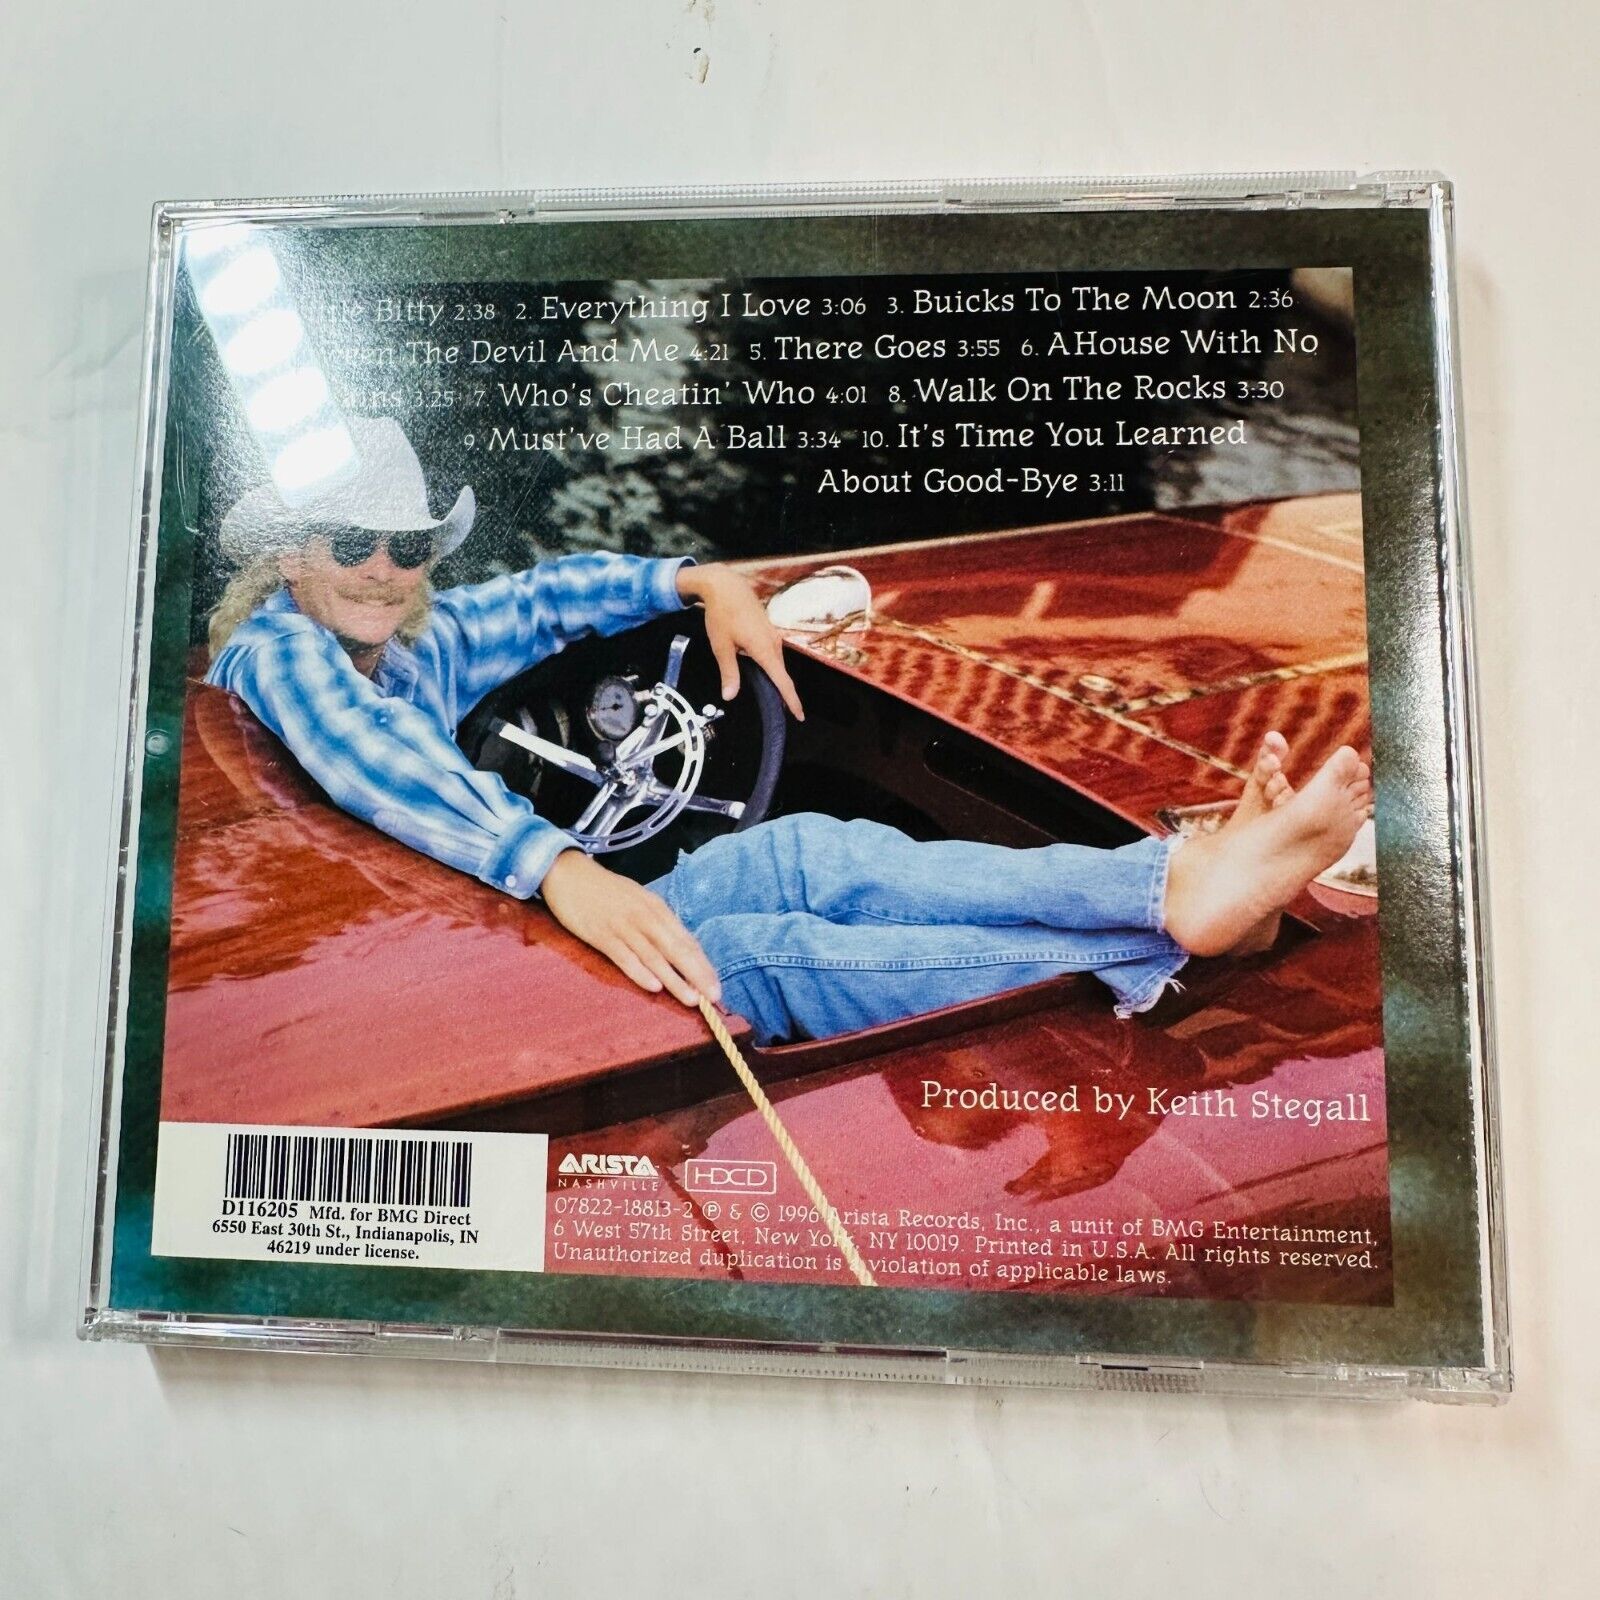 Bitty 2:38 2. Everything I Love 3:06 3. Buicks To The Moon 2:36
The Devil And Me 4:21 5. There Goes 3:55 6. A House With No
3:25 7. Who's Cheatin' Who 4:01 8. Walk On The Rocks 3:30
9. Must've Had A Ball 3:34 10. It's Time You Learned
About Good-Bye 3:11
Produced by Keith Stegall
D116205 Mfd. for BMG Direct
6550 East 30th St., Indianapolis, IN
46219 under license.
ARISTA
NASHVILLE
HDCD
07822-18813-2 ℗ & © 1996 Arista Records, Inc., a unit of BMG Entertainment,
6 West 57th Street, New York, NY 10019. Printed in U.S.A. All rights reserved.
Unauthorized duplication is a violation of applicable laws.